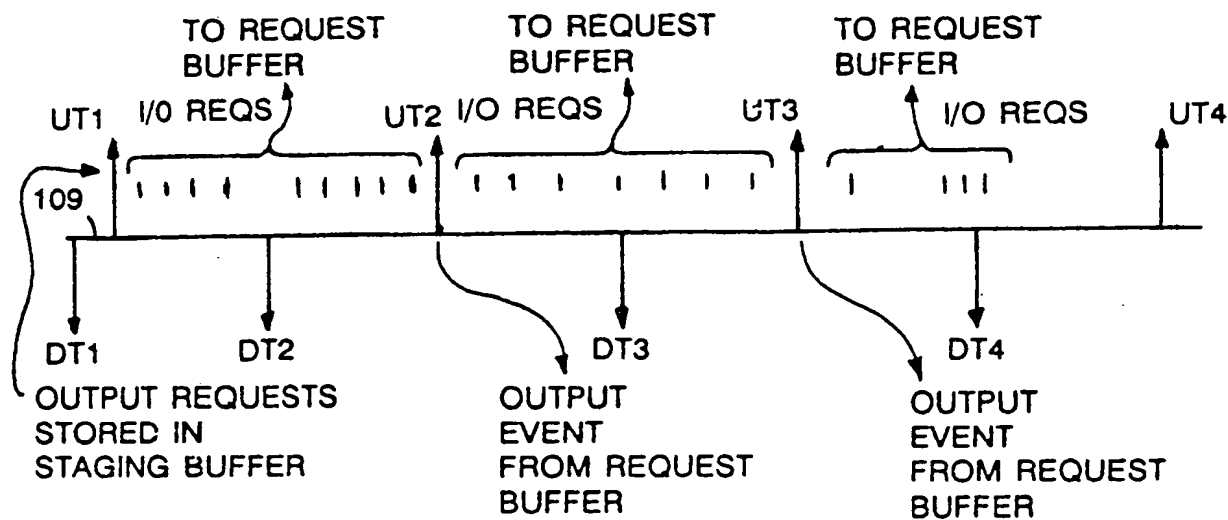 TO REQUEST
BUFFER
TO REQUEST
BUFFER
TO REQUEST
BUFFER
UT1
I/O REQS
UT2
I/O REQS
UT3
I/O REQS
UT4
109
DT1
DT2
DT3
DT4
OUTPUT REQUESTS
STORED IN
STAGING BUFFER
OUTPUT
EVENT
FROM REQUEST
BUFFER
OUTPUT
EVENT
FROM REQUEST
BUFFER